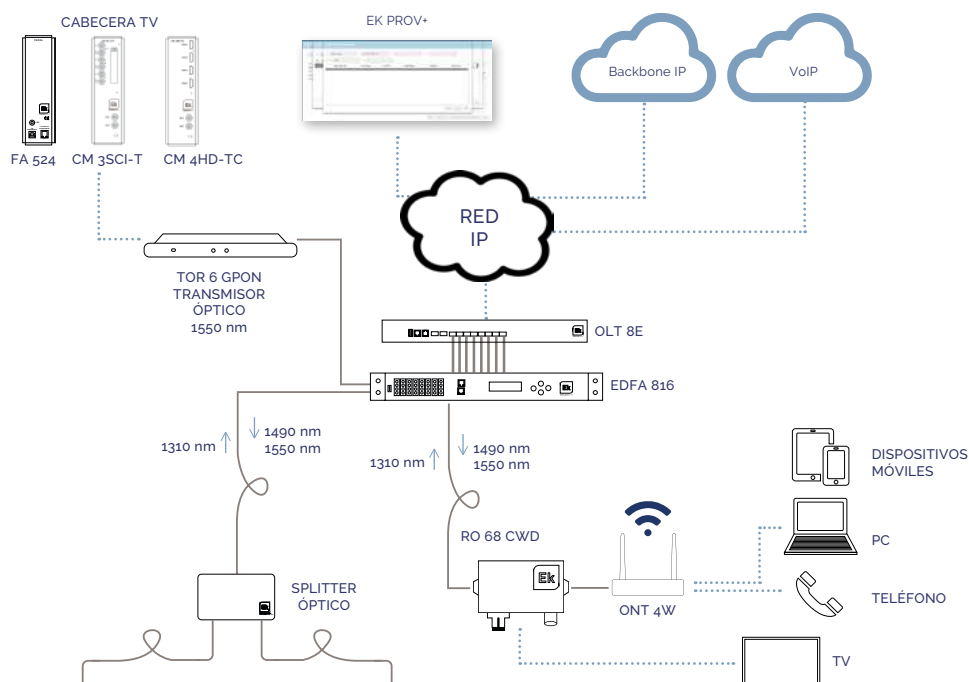 CABECERA TV
EK PROV+
Backbone IP
VoIP
FA 524
CM 3SCI-T
CM 4HD-TC
RED
IP
TOR 6 GPON
TRANSMISOR
ÓPTICO
1550 nm
OLT 8E
Ek
EDFA 816
1310 nm
1490 nm
1550 nm
1310 nm
1490 nm
1550 nm
DISPOSITIVOS
MÓVILES
RO 68 CWD
PC
Ek
SPLITTER
ÓPTICO
ONT 4W
TELÉFONO
TV